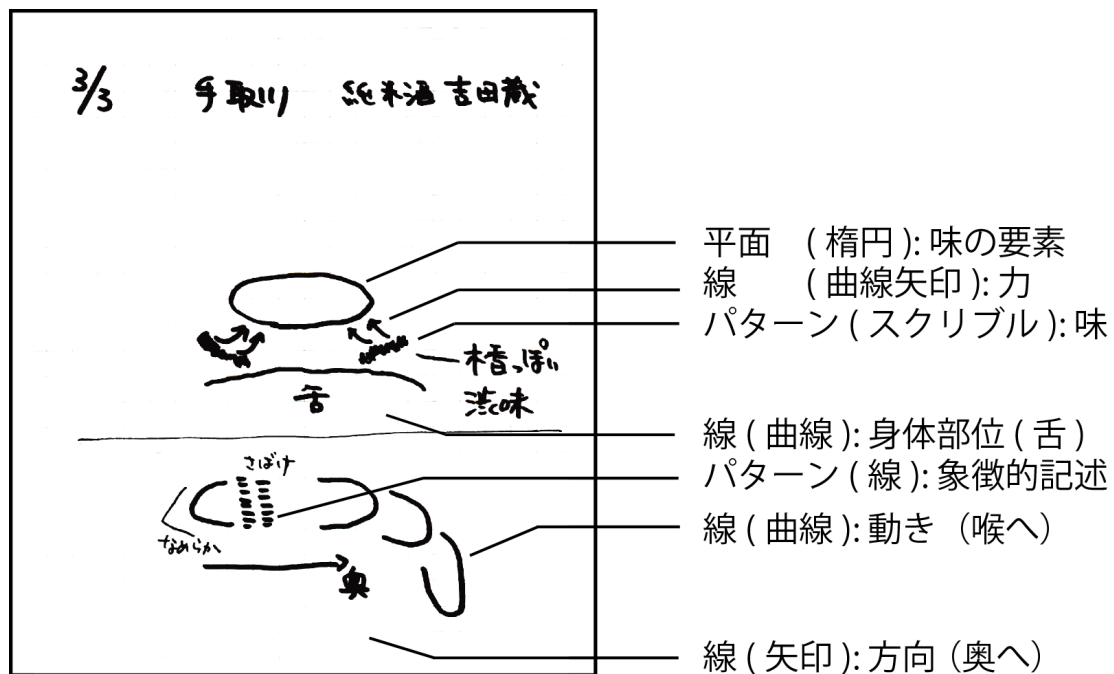 3/3 手取川 純米酒 吉田蔵
平面 (楕円): 味の要素
線 (曲線矢印): 力
パターン(スクリブル): 味
っぽい
渋味
舌
線(曲線): 身体部位(舌)
さばけ
パターン(線): 象徴的記述
線(曲線): 動き (喉へ)
なめらか
奥
線(矢印): 方向 (奥へ)